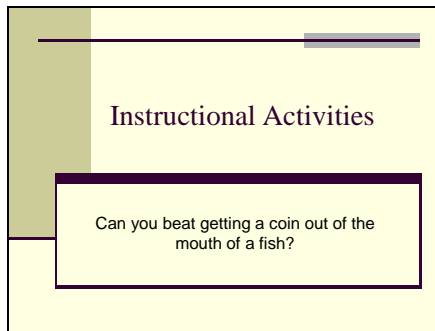 Instructional Activities
Can you beat getting a coin out of the
mouth of a fish?